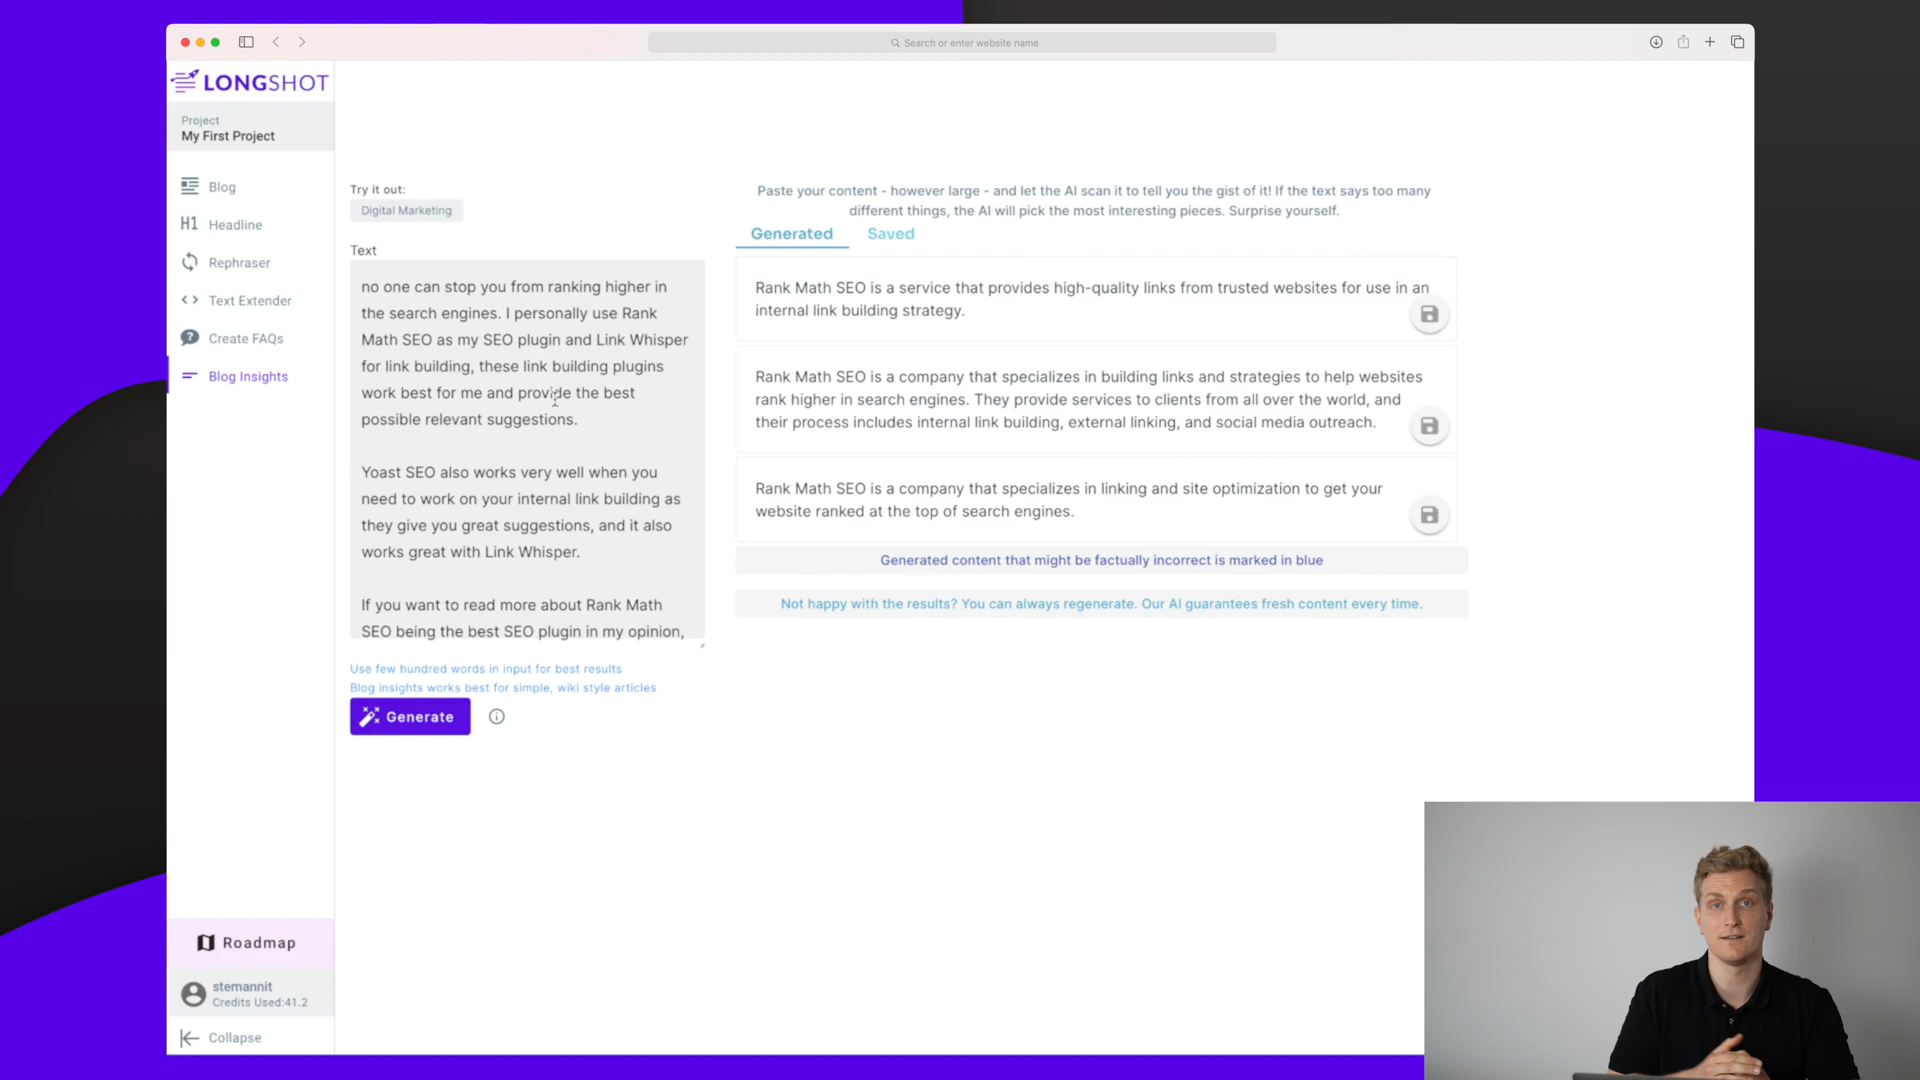 Search or enter website name
LONGSHOT
Project
My First Project
Blog
H1 Headline
Rephraser
Text Extender
Create FAQs
Blog Insights
Roadmap
stemannit
Credits Used:41.2
Collapse
Try it out:
Digital Marketing
Text
no one can stop you from ranking higher in
the search engines. I personally use Rank
Math SEO as my SEO plugin and Link Whisper
for link building, these link building plugins
work best for me and provide the best
possible relevant suggestions.
Yoast SEO also works very well when you
need to work on your internal link building as
they give you great suggestions, and it also
works great with Link Whisper.
If you want to read more about Rank Math
SEO being the best SEO plugin in my opinion,
Use few hundred words in input for best results
Blog insights works best for simple, wiki style articles
Generate
Paste your content - however large - and let the AI scan it to tell you the gist of it! If the text says too many
different things, the AI will pick the most interesting pieces. Surprise yourself.
Generated Saved
Rank Math SEO is a service that provides high-quality links from trusted websites for use in an
internal link building strategy.
Rank Math SEO is a company that specializes in building links and strategies to help websites
rank higher in search engines. They provide services to clients from all over the world, and
their process includes internal link building, external linking, and social media outreach.
Rank Math SEO is a company that specializes in linking and site optimization to get your
website ranked at the top of search engines.
Generated content that might be factually incorrect is marked in blue
Not happy with the results? You can always regenerate. Our AI guarantees fresh content every time.